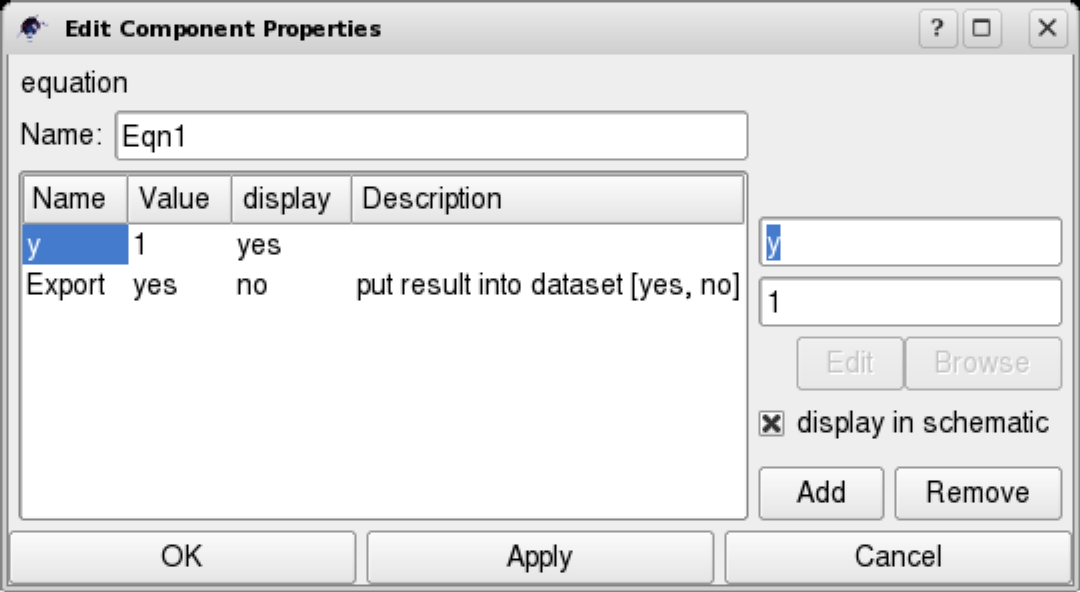 Edit Component Properties ?
equation
Name: Eqn1
Name Value display Description
y 1 yes
Export yes no put result into dataset [yes, no]
y
1
Edit Browse
display in schematic
Add Remove
OK Apply Cancel